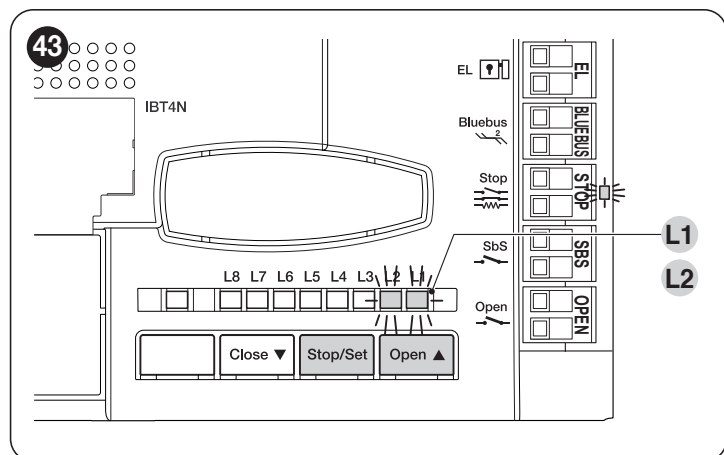 43
IBT4N
EL
EL
Bluebus
2
BLUEBUS
Stop
STOP
SbS
SBS
Open
OPEN
L1
L2
L8 L7 L6 L5 L4 L3 L2 L1
Close ▼ Stop/Set Open ▲